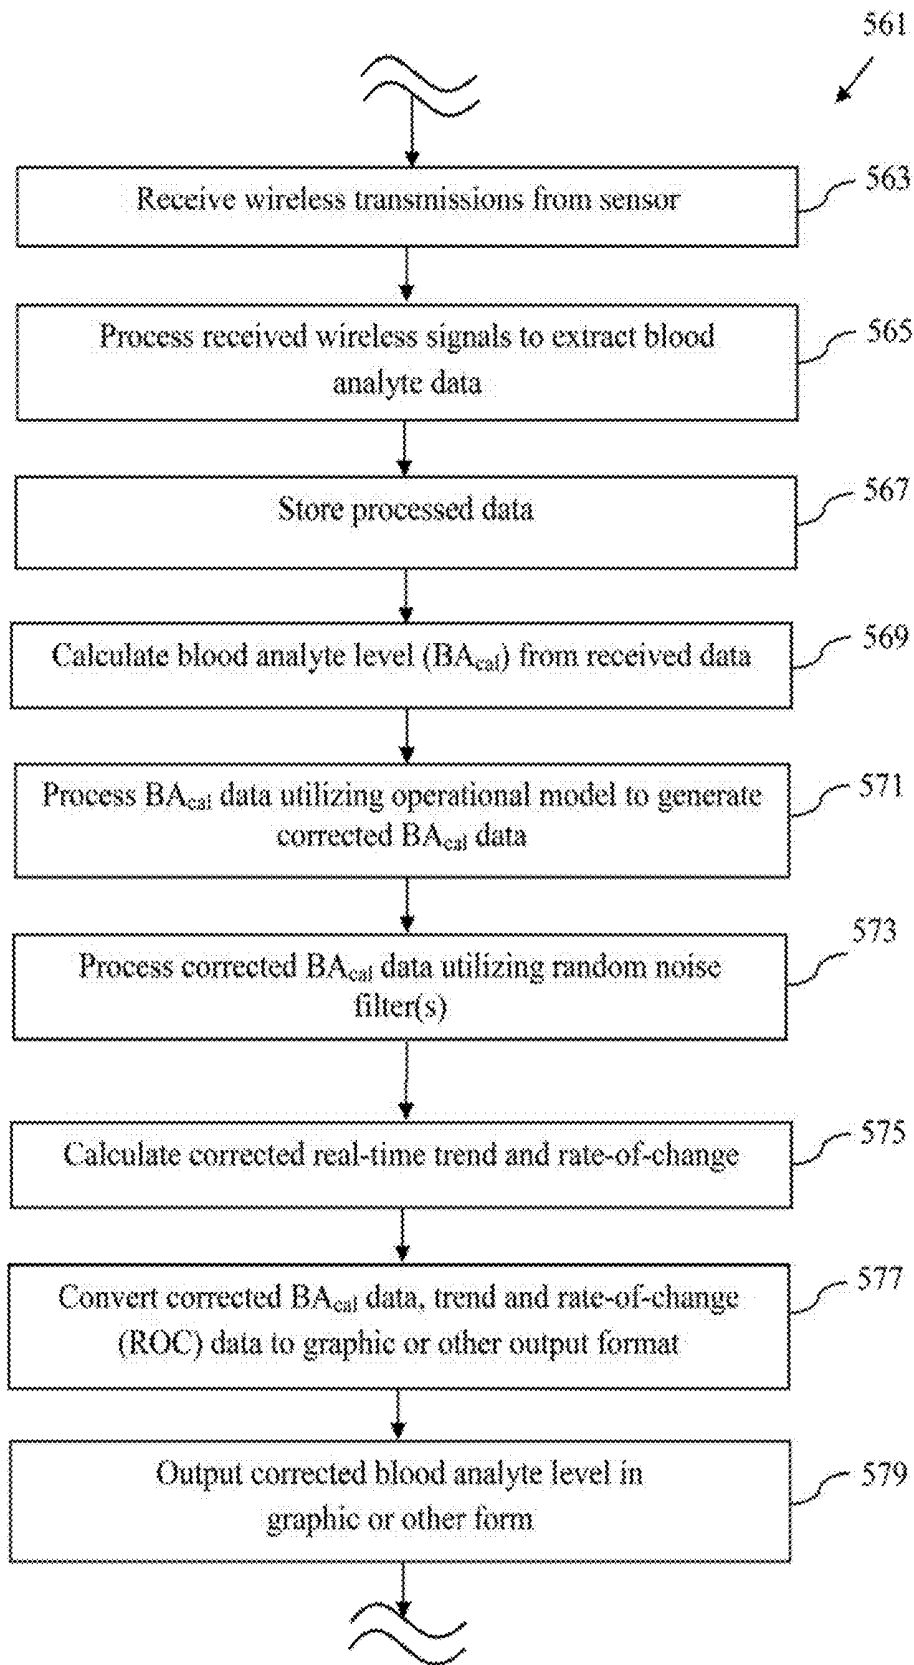 561
Receive wireless transmissions from sensor
563
Process received wireless signals to extract blood
analyte data
565
Store processed data
567
Calculate blood analyte level (BAcal) from received data
569
Process BAcal data utilizing operational model to generate
corrected BAcal data
571
Process corrected BAcal data utilizing random noise
filter(s)
573
Calculate corrected real-time trend and rate-of-change
575
Convert corrected BAcal data, trend and rate-of-change
(ROC) data to graphic or other output format
577
Output corrected blood analyte level in
graphic or other form
579